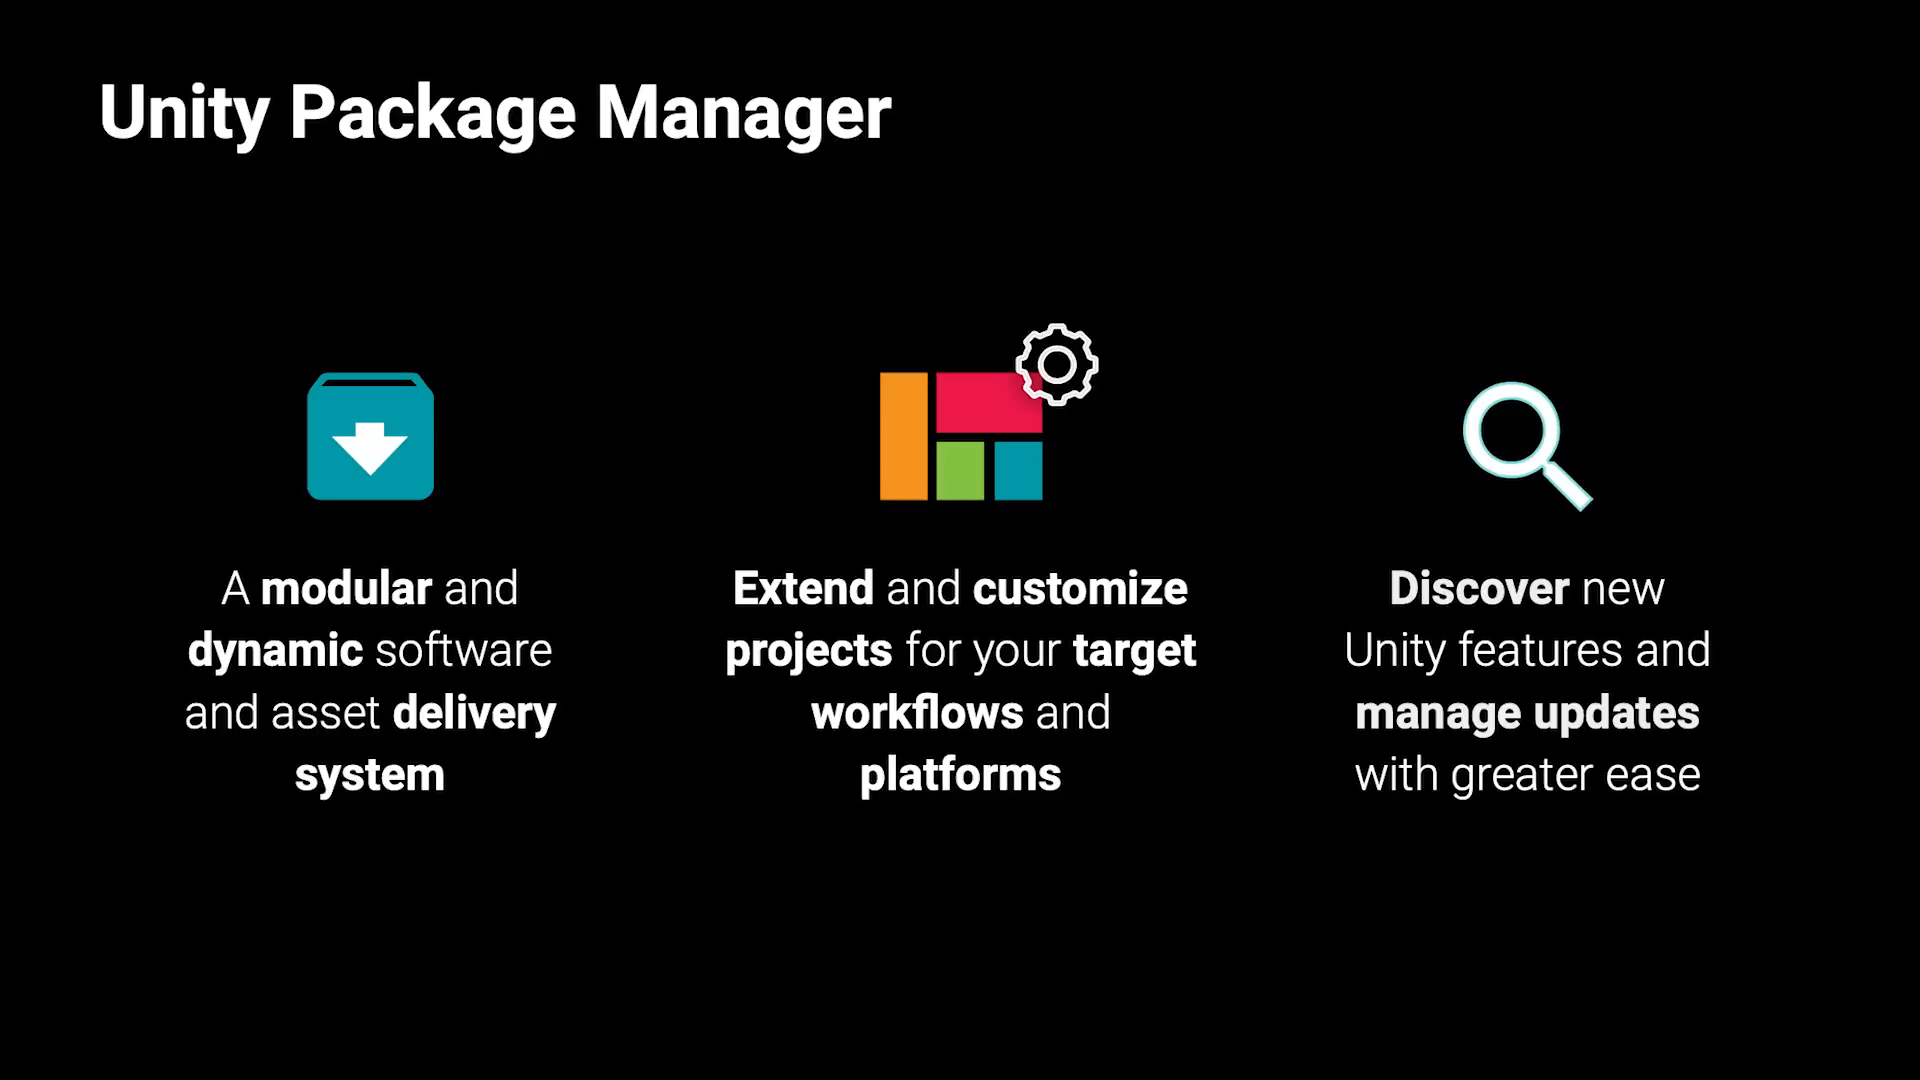 Unity Package Manager
A modular and
dynamic software
and asset delivery
system
Extend and customize
projects for your target
workflows and
platforms
Discover new
Unity features and
manage updates
with greater ease